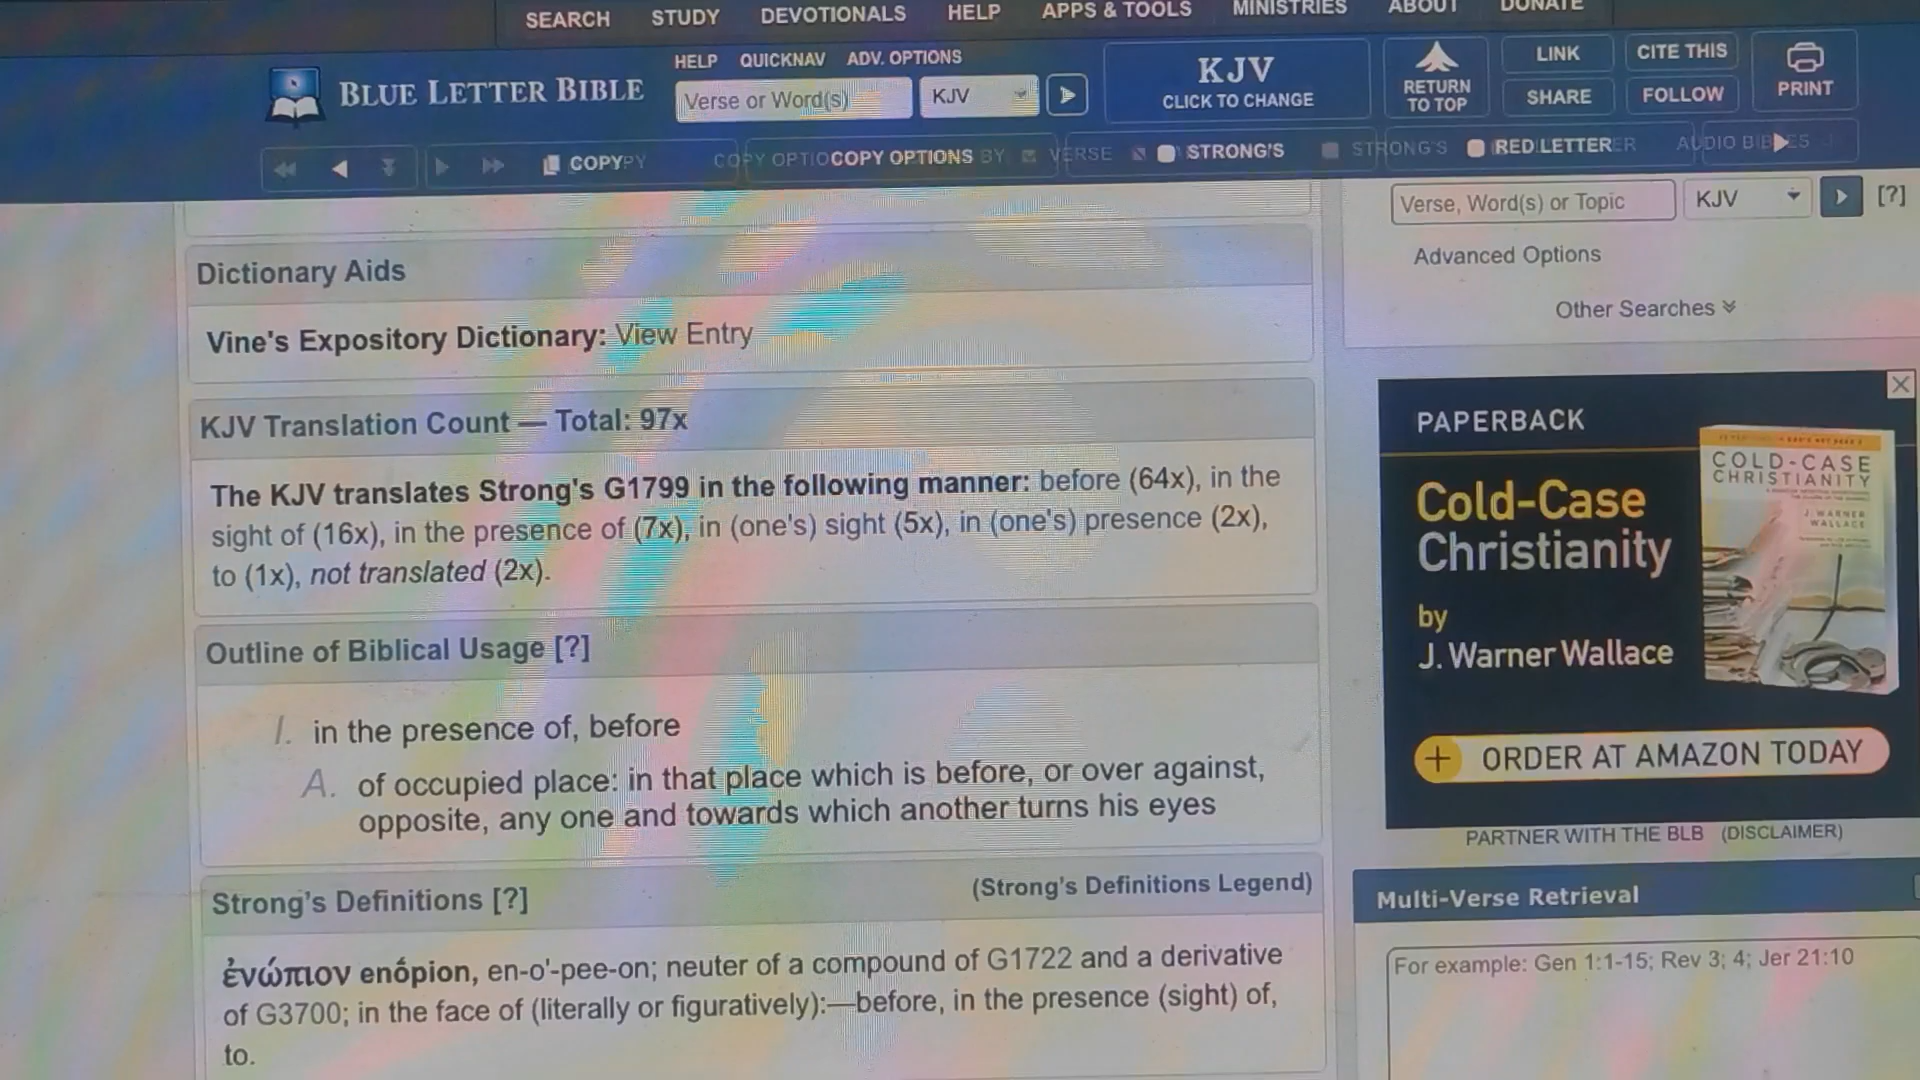 SEARCH STUDY DEVOTIONALS HELP APPS & TOOLS MINISTRIES ABOUT DONATE
HELP QUICKNAV ADV. OPTIONS
BLUE LETTER BIBLE
Verse or Word(s) KJV
KJV
CLICK TO CHANGE
RETURN
TO TOP
LINK
CITE THIS
SHARE
FOLLOW
PRINT
COPY COPY OPTIONS BY VERSE STRONG'S STRONG'S RED LETTER AUDIO BIBLES
Verse, Word(s) or Topic KJV [?]
Advanced Options
Other Searches
Dictionary Aids
Vine's Expository Dictionary: View Entry
KJV Translation Count — Total: 97x
The KJV translates Strong's G1799 in the following manner: before (64x), in the
sight of (16x), in the presence of (7x), in (one's) sight (5x), in (one's) presence (2x),
to (1x), not translated (2x).
Outline of Biblical Usage [?]
I. in the presence of, before
A. of occupied place: in that place which is before, or over against,
opposite, any one and towards which another turns his eyes
Strong's Definitions [?] (Strong's Definitions Legend)
ἐνώπιον enṓpion, en-o'-pee-on; neuter of a compound of G1722 and a derivative
of G3700; in the face of (literally or figuratively):—before, in the presence (sight) of,
to.
PAPERBACK
Cold-Case
Christianity
by
J. Warner Wallace
COLD-CASE
CHRISTIANITY
J. WARNER
WALLACE
ORDER AT AMAZON TODAY
PARTNER WITH THE BLB (DISCLAIMER)
Multi-Verse Retrieval
For example: Gen 1:1-15; Rev 3; 4; Jer 21:10